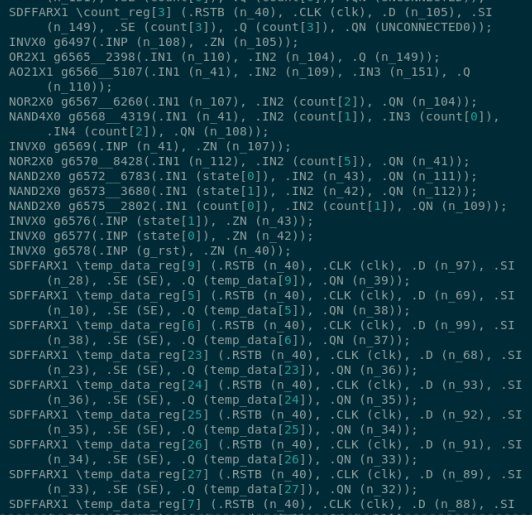 SDFFARX1 \count_reg[3] (.RSTB (n_40), .CLK (clk), .D (n_105), .SI
(n_149), .SE (count[3]), .Q (count[3]), .QN (UNCONNECTED0));
INVX0 g6497(.INP (n_108), .ZN (n_105));
OR2X1 g6565__2398(.IN1 (n_110), .IN2 (n_104), .Q (n_149));
AO21X1 g6566__5107(.IN1 (n_41), .IN2 (n_109), .IN3 (n_151), .Q
(n_110));
NOR2X0 g6567__6260(.IN1 (n_107), .IN2 (count[2]), .QN (n_104));
NAND4X0 g6568__4319(.IN1 (n_41), .IN2 (count[1]), .IN3 (count[0]),
.IN4 (count[2]), .QN (n_108));
INVX0 g6569(.INP (n_41), .ZN (n_107));
NOR2X0 g6570__8428(.IN1 (n_112), .IN2 (count[5]), .QN (n_41));
NAND2X0 g6572__6783(.IN1 (state[0]), .IN2 (n_43), .QN (n_111));
NAND2X0 g6573__3680(.IN1 (state[1]), .IN2 (n_42), .QN (n_112));
NAND2X0 g6575__2802(.IN1 (count[0]), .IN2 (count[1]), .QN (n_109));
INVX0 g6576(.INP (state[1]), .ZN (n_43));
INVX0 g6577(.INP (state[0]), .ZN (n_42));
INVX0 g6578(.INP (g_rst), .ZN (n_40));
SDFFARX1 \temp_data_reg[9] (.RSTB (n_40), .CLK (clk), .D (n_97), .SI
(n_28), .SE (SE), .Q (temp_data[9]), .QN (n_39));
SDFFARX1 \temp_data_reg[5] (.RSTB (n_40), .CLK (clk), .D (n_69), .SI
(n_10), .SE (SE), .Q (temp_data[5]), .QN (n_38));
SDFFARX1 \temp_data_reg[6] (.RSTB (n_40), .CLK (clk), .D (n_99), .SI
(n_38), .SE (SE), .Q (temp_data[6]), .QN (n_37));
SDFFARX1 \temp_data_reg[23] (.RSTB (n_40), .CLK (clk), .D (n_68), .SI
(n_23), .SE (SE), .Q (temp_data[23]), .QN (n_36));
SDFFARX1 \temp_data_reg[24] (.RSTB (n_40), .CLK (clk), .D (n_93), .SI
(n_36), .SE (SE), .Q (temp_data[24]), .QN (n_35));
SDFFARX1 \temp_data_reg[25] (.RSTB (n_40), .CLK (clk), .D (n_92), .SI
(n_35), .SE (SE), .Q (temp_data[25]), .QN (n_34));
SDFFARX1 \temp_data_reg[26] (.RSTB (n_40), .CLK (clk), .D (n_91), .SI
(n_34), .SE (SE), .Q (temp_data[26]), .QN (n_33));
SDFFARX1 \temp_data_reg[27] (.RSTB (n_40), .CLK (clk), .D (n_89), .SI
(n_33), .SE (SE), .Q (temp_data[27]), .QN (n_32));
SDFFARX1 \temp_data_reg[7] (.RSTB (n_40), .CLK (clk), .D (n_88), .SI